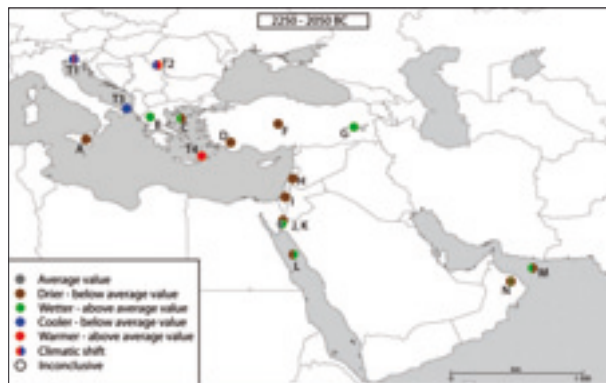 2250 - 2050 BC
T1
T2
T3
B
C
A
D
F
G
T4
H
I
J, K
L
M
N
Average value
Drier - below average value
Wetter - above average value
Cooler - below average value
Warmer - above average value
Climatic shift
Inconclusive